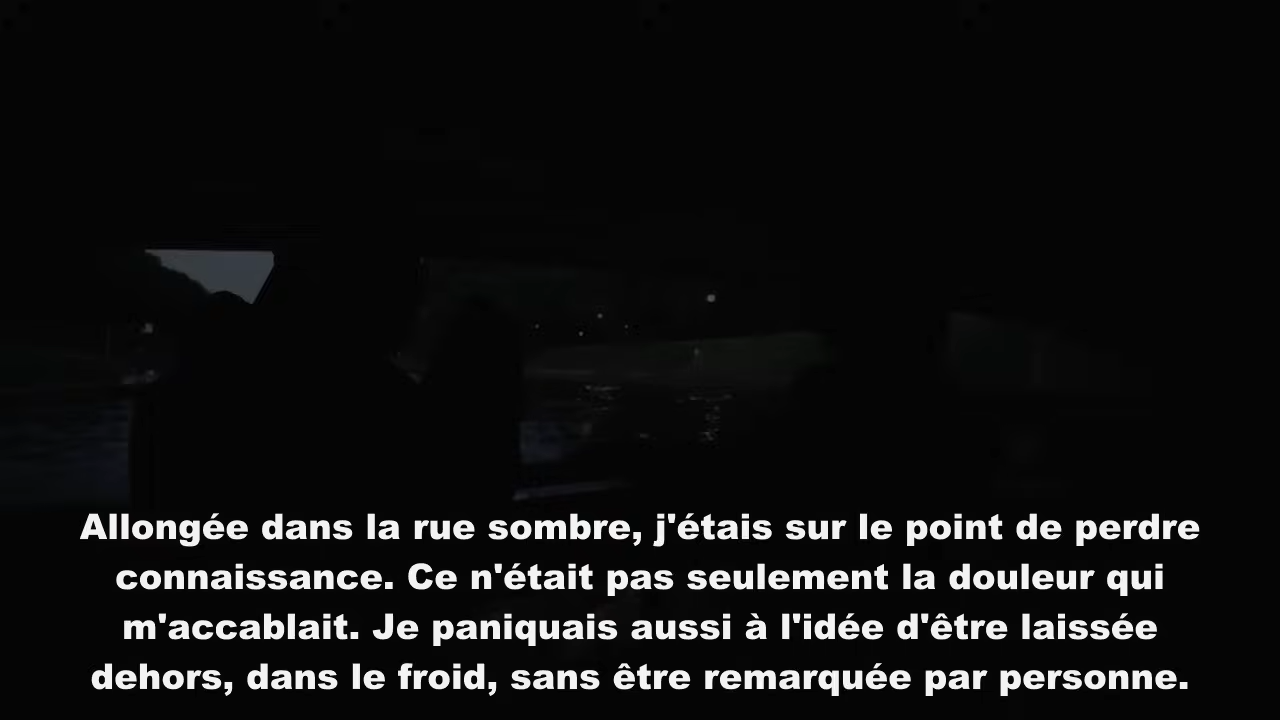 Allongée dans la rue sombre, j'étais sur le point de perdre
connaissance. Ce n'était pas seulement la douleur qui
m'accablait. Je paniquais aussi à l'idée d'être laissée
dehors, dans le froid, sans être remarquée par personne.